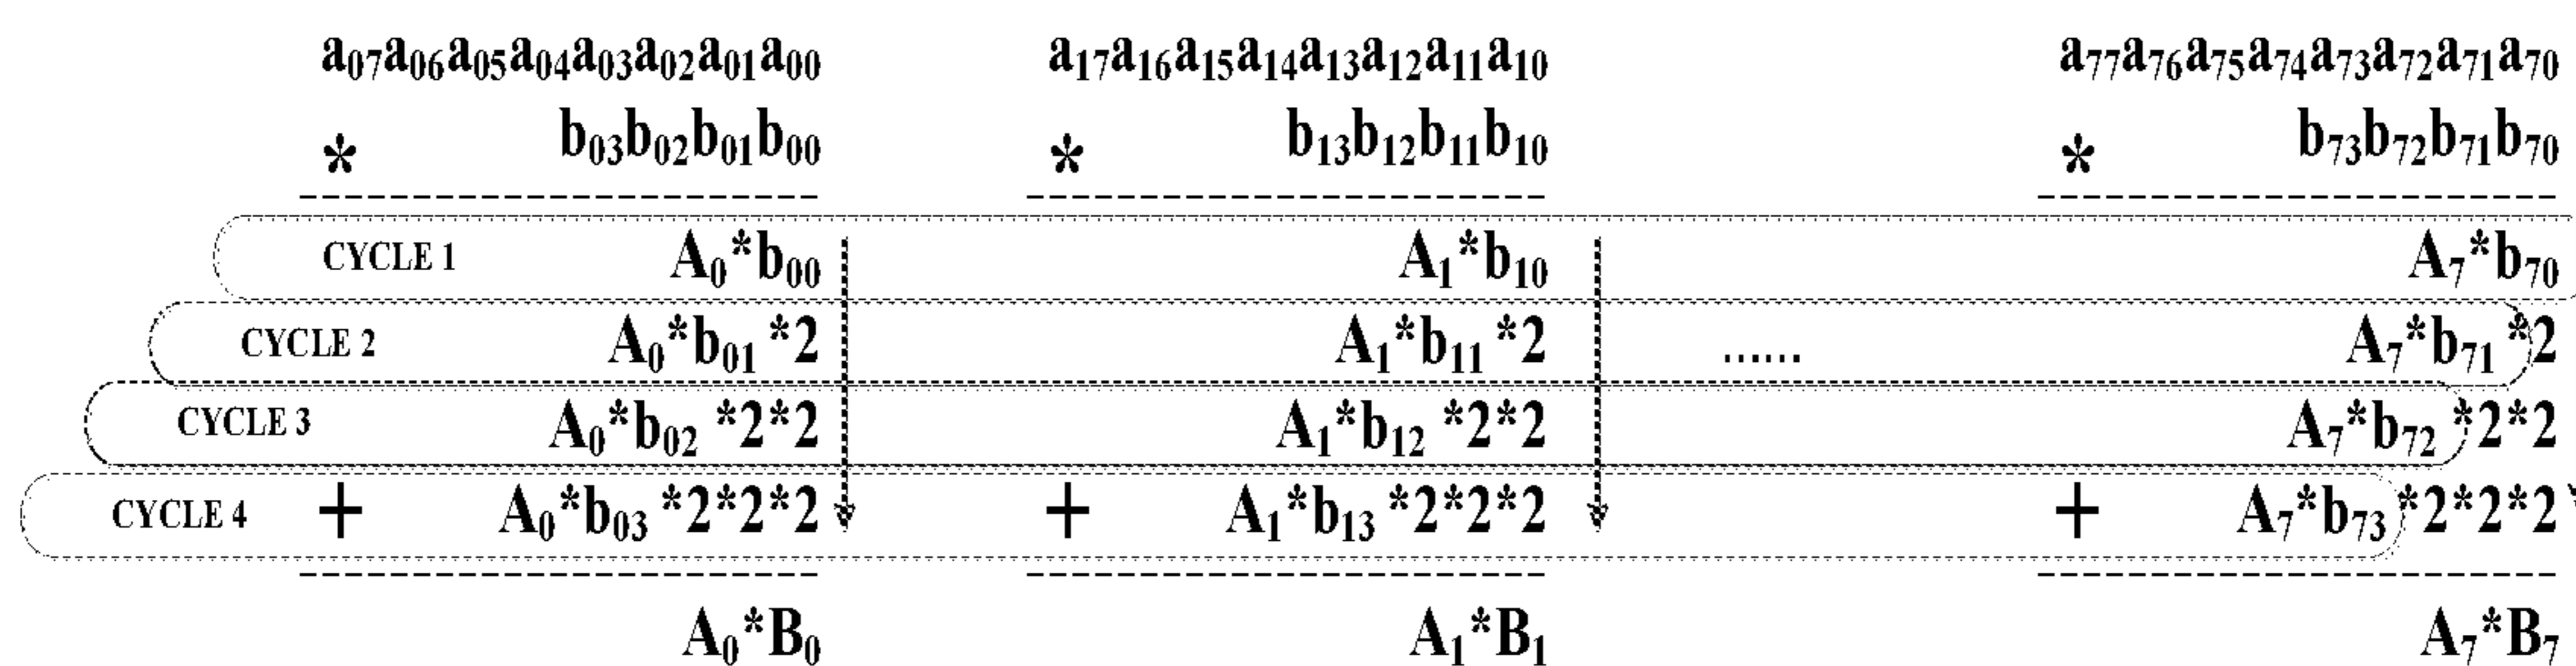 a₀₇a₀₆a₀₅a₀₄a₀₃a₀₂a₀₁a₀₀ a₁₇a₁₆a₁₅a₁₄a₁₃a₁₂a₁₁a₁₀ a₇₇a₇₆a₇₅a₇₄a₇₃a₇₂a₇₁a₇₀
* b₀₃b₀₂b₀₁b₀₀ * b₁₃b₁₂b₁₁b₁₀ * b₇₃b₇₂b₇₁b₇₀
CYCLE 1 A₀*b₀₀ A₁*b₁₀ A₇*b₇₀
CYCLE 2 A₀*b₀₁ *2 A₁*b₁₁ *2 ...... A₇*b₇₁ *2
CYCLE 3 A₀*b₀₂ *2*2 A₁*b₁₂ *2*2 A₇*b₇₂ *2*2
CYCLE 4 + A₀*b₀₃ *2*2*2 + A₁*b₁₃ *2*2*2 + A₇*b₇₃ *2*2*2
A₀*B₀ A₁*B₁ A₇*B₇